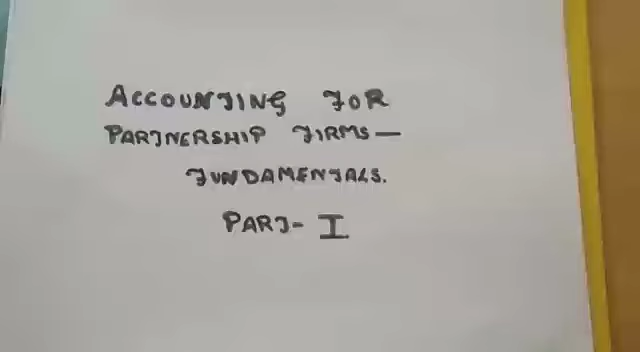 ACCOUNTING FOR
PARTNERSHIP FIRMS—
FUNDAMENTALS.
PART- I